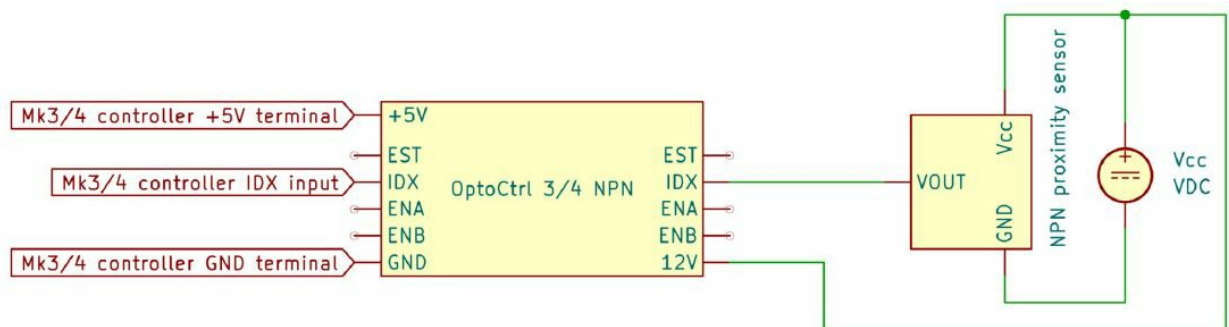 Mk3/4 controller +5V terminal
Mk3/4 controller IDX input
Mk3/4 controller GND terminal
+5V
EST
IDX
ENA
ENB
GND
OptoCtrl 3/4 NPN
EST
IDX
ENA
ENB
12V
VOUT
Vcc
GND
NPN proximity sensor
+
Vcc
VDC